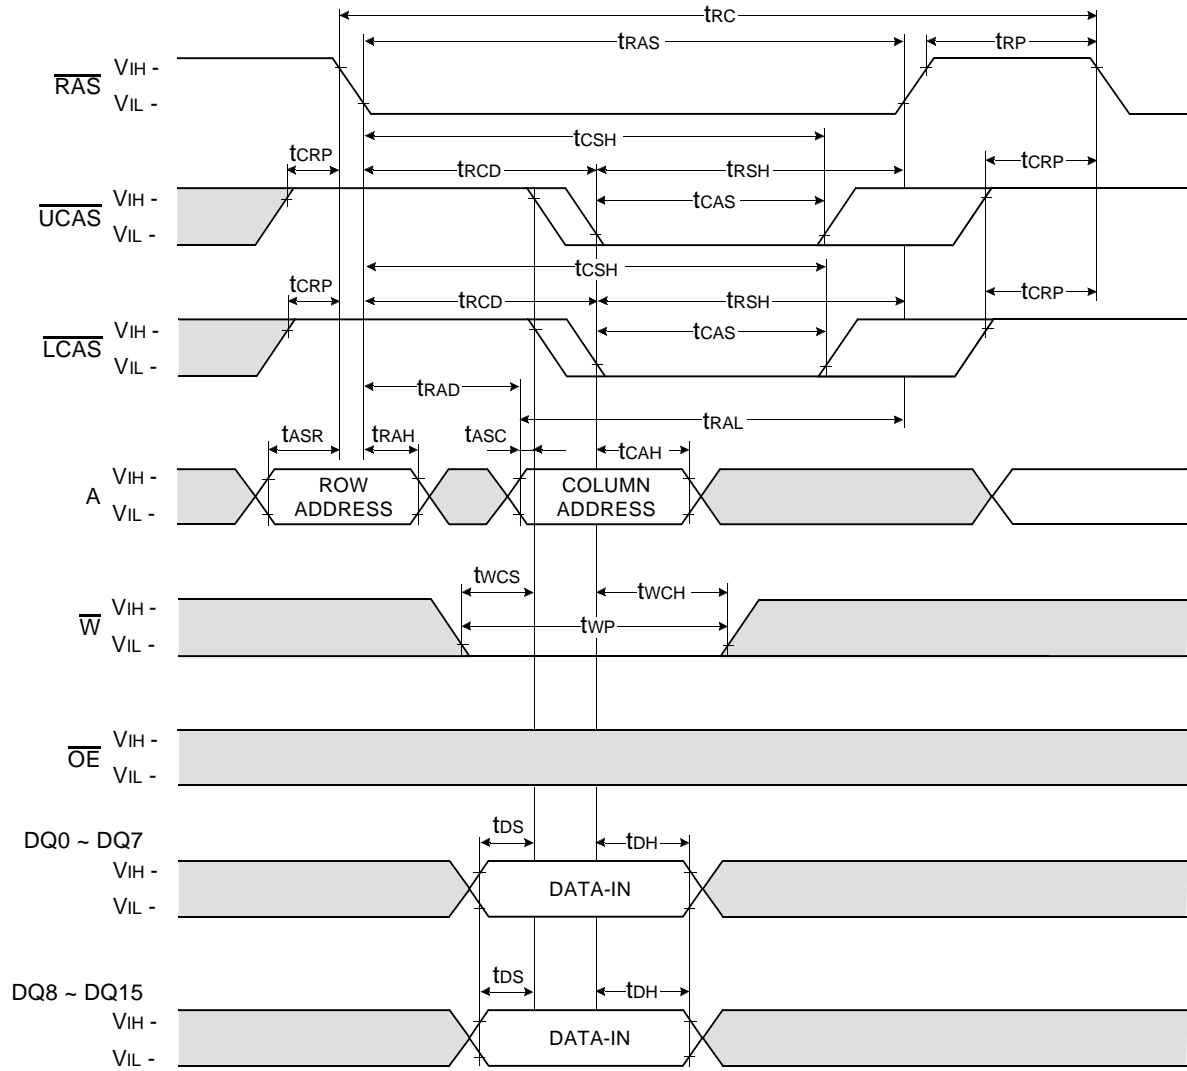 tRC
tRAS
tRP
RAS
VIH -
VIL -
tCSH
tCRP
tRCD
tRSH
tCRP
UCAS
VIH -
VIL -
tCAS
tCSH
tCRP
tRCD
tRSH
tCRP
LCAS
VIH -
VIL -
tCAS
tRAD
tRAL
tASR
tRAH
tASC
tCAH
A
VIH -
VIL -
ROW
ADDRESS
COLUMN
ADDRESS
tWCS
tWCH
W
VIH -
VIL -
tWP
OE
VIH -
VIL -
DQ0 ~ DQ7
VIH -
VIL -
tDS
tDH
DATA-IN
DQ8 ~ DQ15
VIH -
VIL -
tDS
tDH
DATA-IN